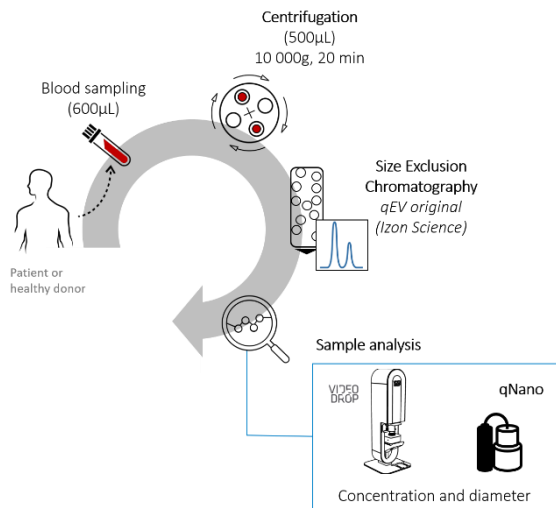 Centrifugation
(500µL)
10 000g, 20 min
Blood sampling
(600µL)
Size Exclusion
Chromatography
qEV original
(Izon Science)
Patient or
healthy donor
Sample analysis
VIDEO
DROP
qNano
Concentration and diameter